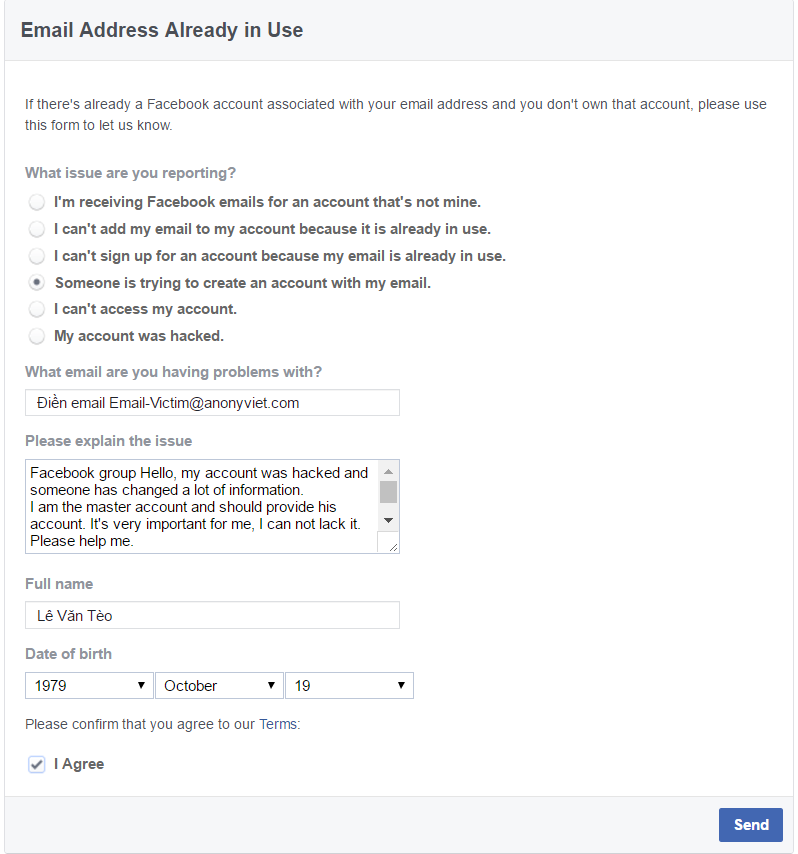 Email Address Already in Use
If there's already a Facebook account associated with your email address and you don't own that account, please use
this form to let us know.
What issue are you reporting?
I'm receiving Facebook emails for an account that's not mine.
I can't add my email to my account because it is already in use.
I can't sign up for an account because my email is already in use.
Someone is trying to create an account with my email.
I can't access my account.
My account was hacked.
What email are you having problems with?
Điền email Email-Victim@anonyviet.com
Please explain the issue
Facebook group Hello, my account was hacked and
someone has changed a lot of information.
I am the master account and should provide his
account. It's very important for me, I can not lack it.
Please help me.
Full name
Lê Văn Tèo
Date of birth
1979 October 19
Please confirm that you agree to our Terms:
I Agree
Send